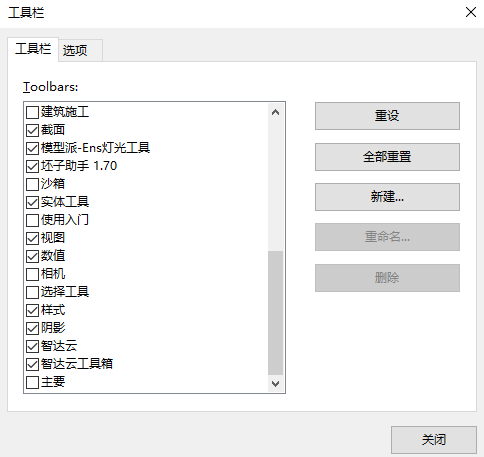 工具栏
工具栏 选项
Toolbars:
建筑施工
截面
模型派-Ens灯光工具
坯子助手 1.70
沙箱
实体工具
使用入门
视图
数值
相机
选择工具
样式
阴影
智达云
智达云工具箱
主要
重设
全部重置
新建...
重命名...
删除
关闭